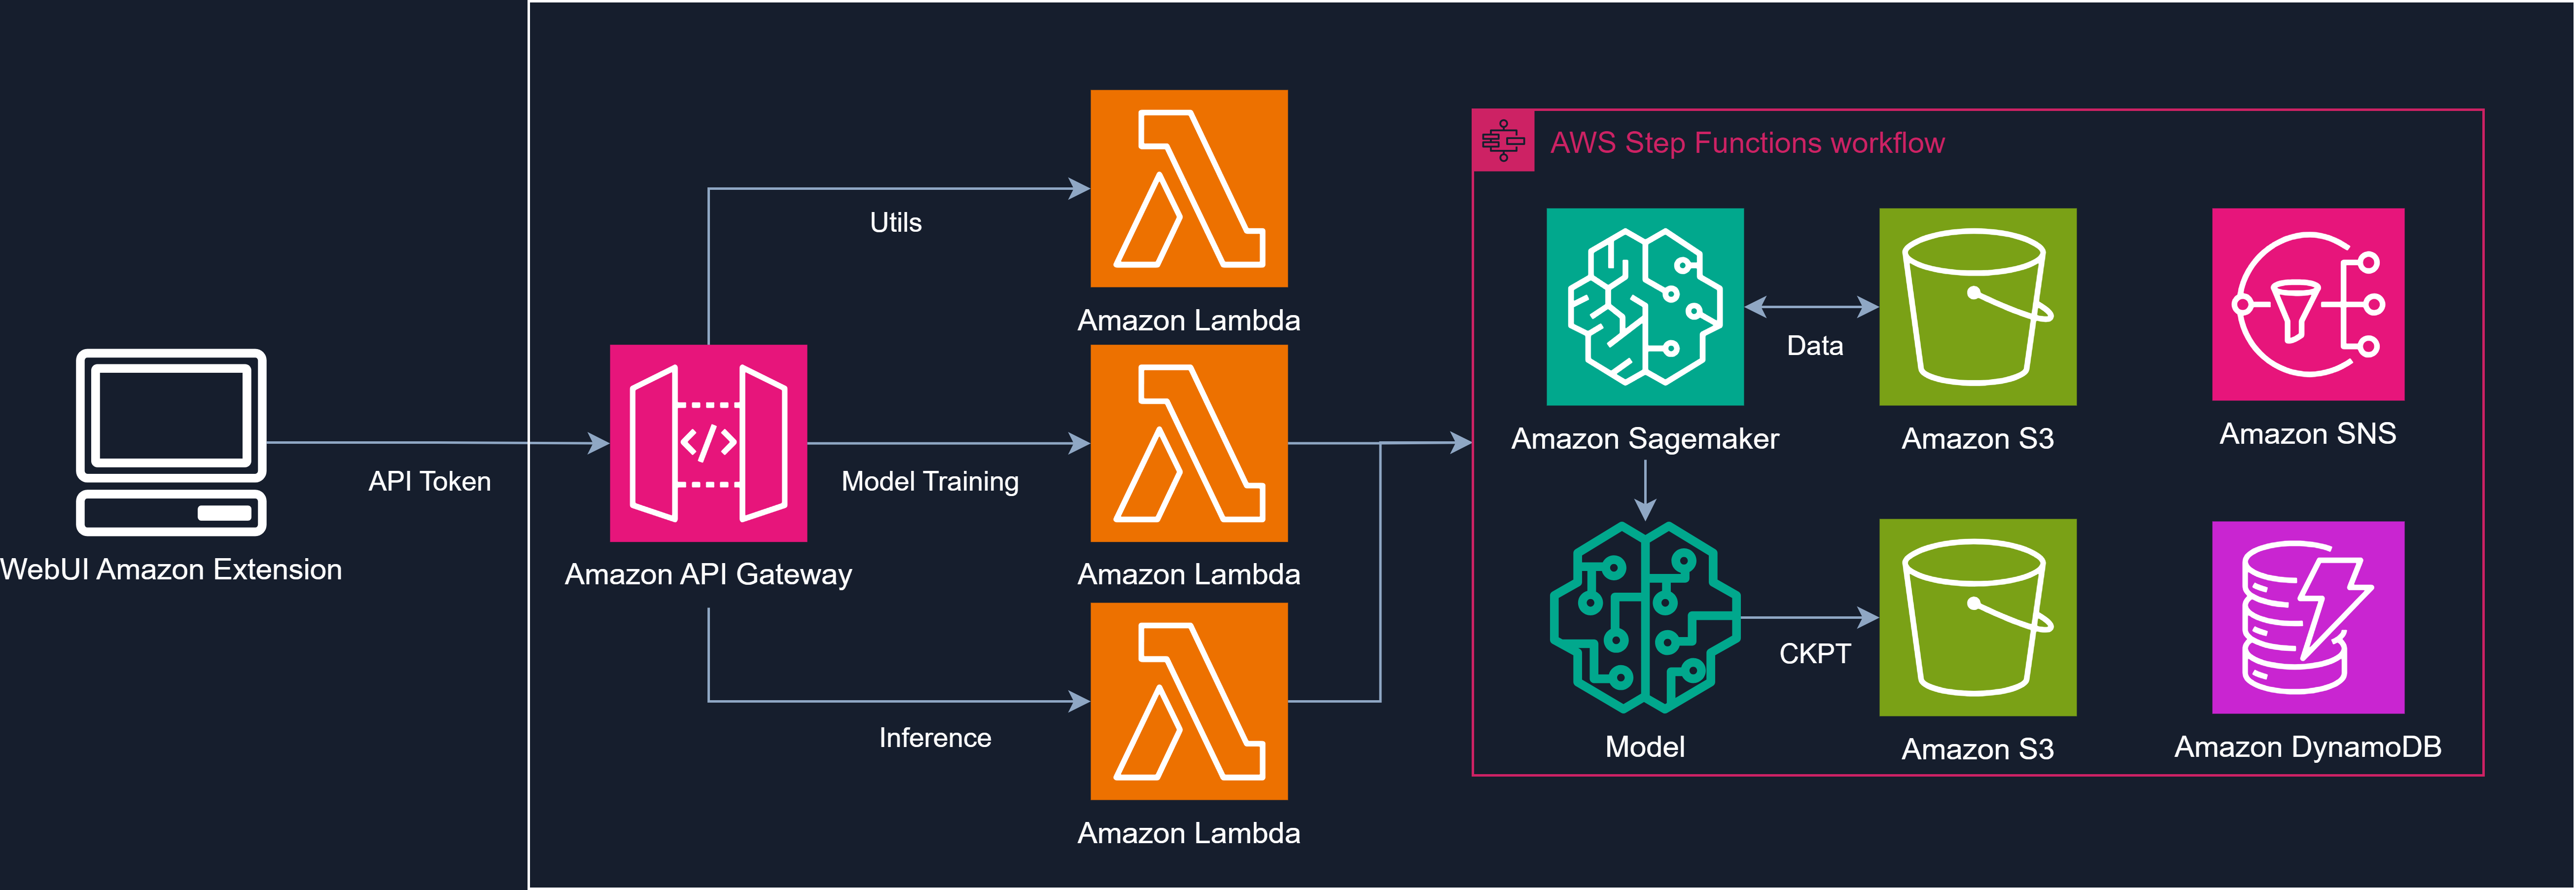 AWS Step Functions workflow
Utils
Amazon Lambda
Data
Amazon Sagemaker
Amazon S3
Amazon SNS
API Token
Model Training
WebUI Amazon Extension
Amazon API Gateway
Amazon Lambda
CKPT
Inference
Model
Amazon S3
Amazon DynamoDB
Amazon Lambda